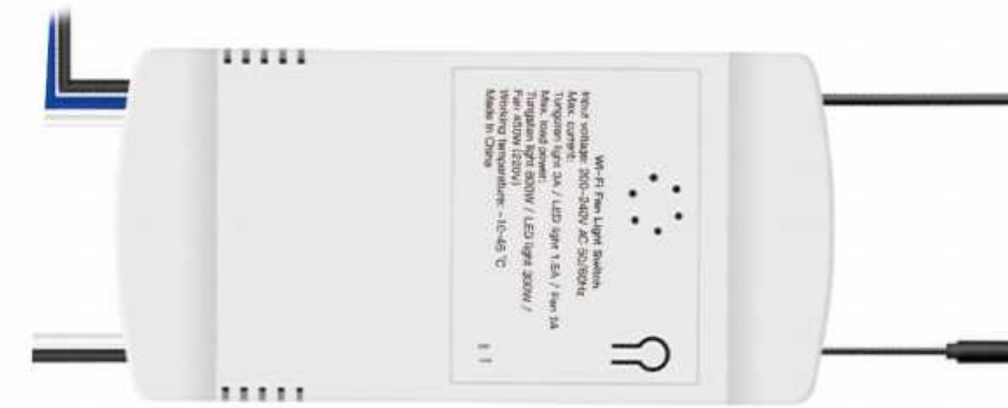 Wi-Fi Fan Light Switch
Input voltage: 200-240V AC 50/60Hz
Max. current:
Tungsten light 3A / LED light 1.5A / Fan 2A
Max. load power:
Tungsten light 600W / LED light 300W /
Fan: 450W (220V)
Working temperature: -10-45 °C
Made in China